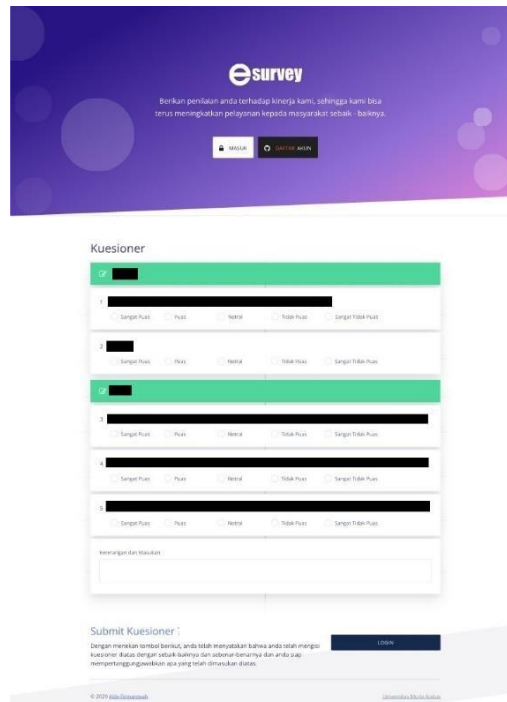 esurvey
Berikan penilaian anda terhadap kinerja kami, sehingga kami bisa
terus meningkatkan pelayanan kepada masyarakat sebaik - baiknya.
MASUK DAFTAR AKUN
Kuesioner
1
Sangat Puas Puas Netral Tidak Puas Sangat Tidak Puas
2
Sangat Puas Puas Netral Tidak Puas Sangat Tidak Puas
3
Sangat Puas Puas Netral Tidak Puas Sangat Tidak Puas
4
Sangat Puas Puas Netral Tidak Puas Sangat Tidak Puas
5
Sangat Puas Puas Netral Tidak Puas Sangat Tidak Puas
Keterangan dan Masukan
Submit Kuesioner
LOGIN
Dengan menekan tombol berikut, anda telah menyatakan bahwa anda telah mengisi
kuesioner diatas dengan sebaik-baiknya dan sebenar-benarnya dan anda siap
mempertanggungjawabkan apa yang telah dimasukan diatas.
© 2020
Universitas Muria Kudus